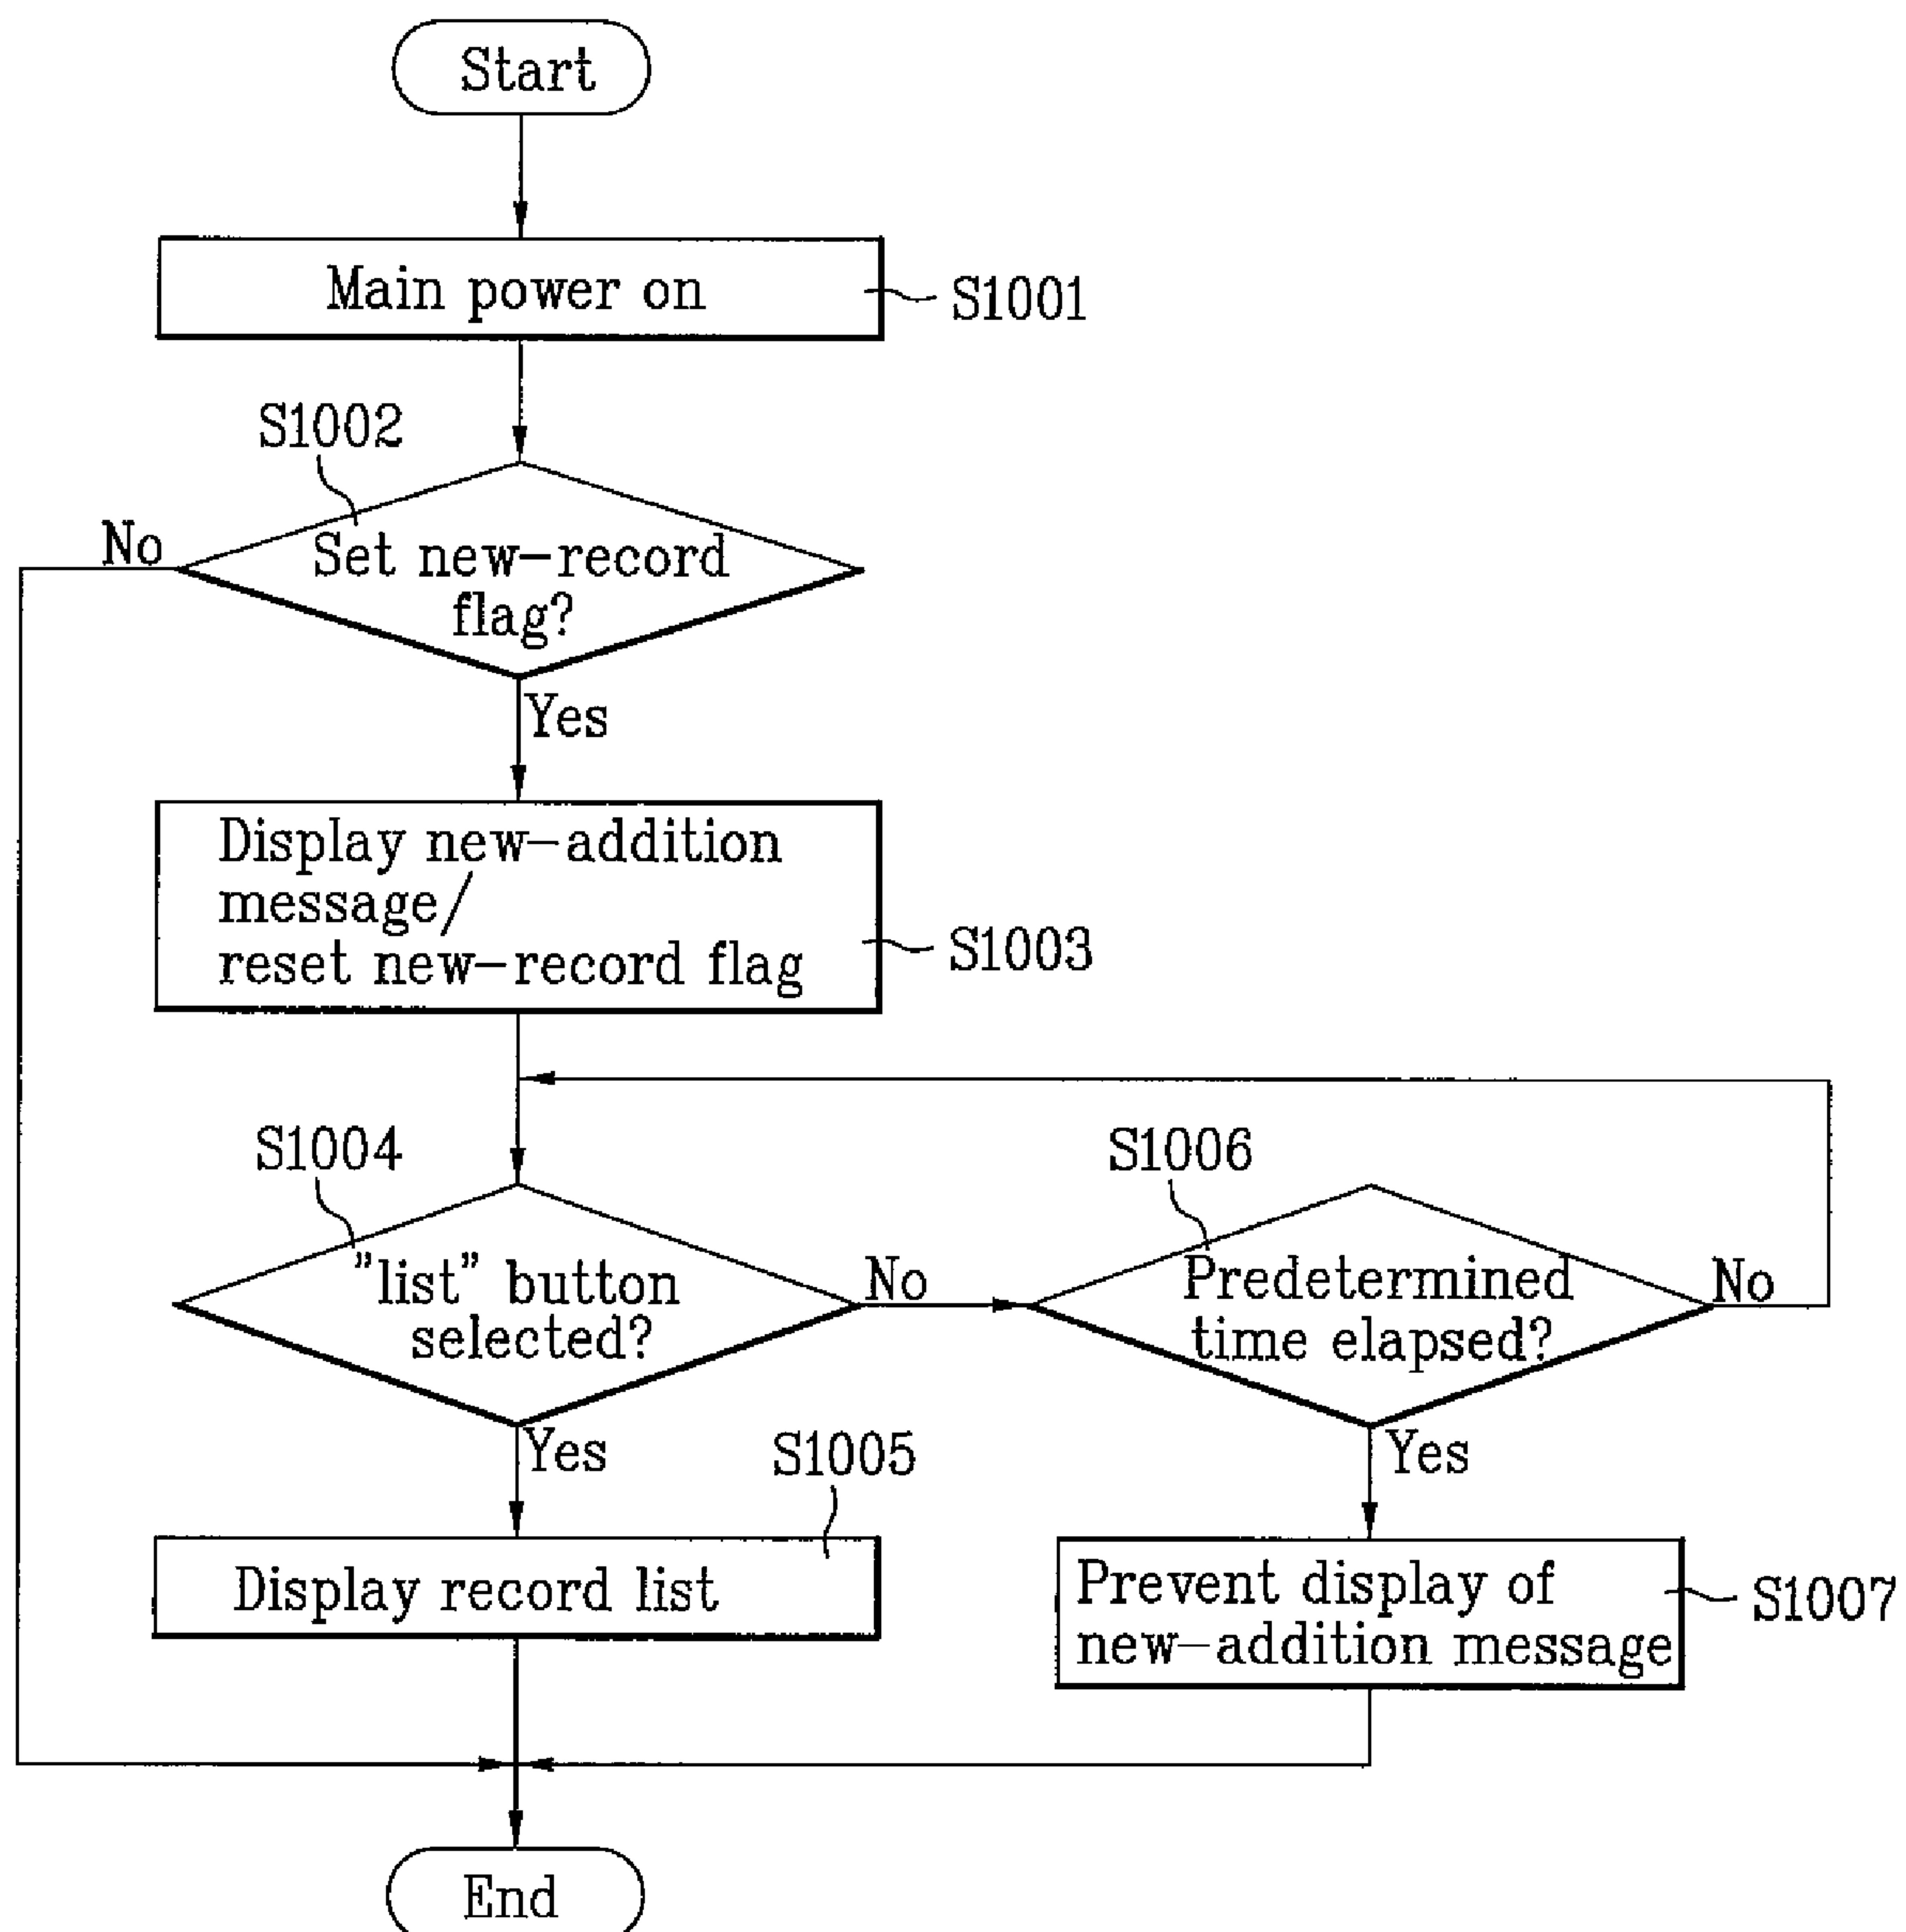 Start
Main power on
S1001
S1002
No
Set new-record
flag?
Yes
Display new-addition
message/
reset new-record flag
S1003
S1004
"list" button
selected?
No
S1006
Predetermined
time elapsed?
No
Yes
S1005
Display record list
Yes
Prevent display of
new-addition message
S1007
End